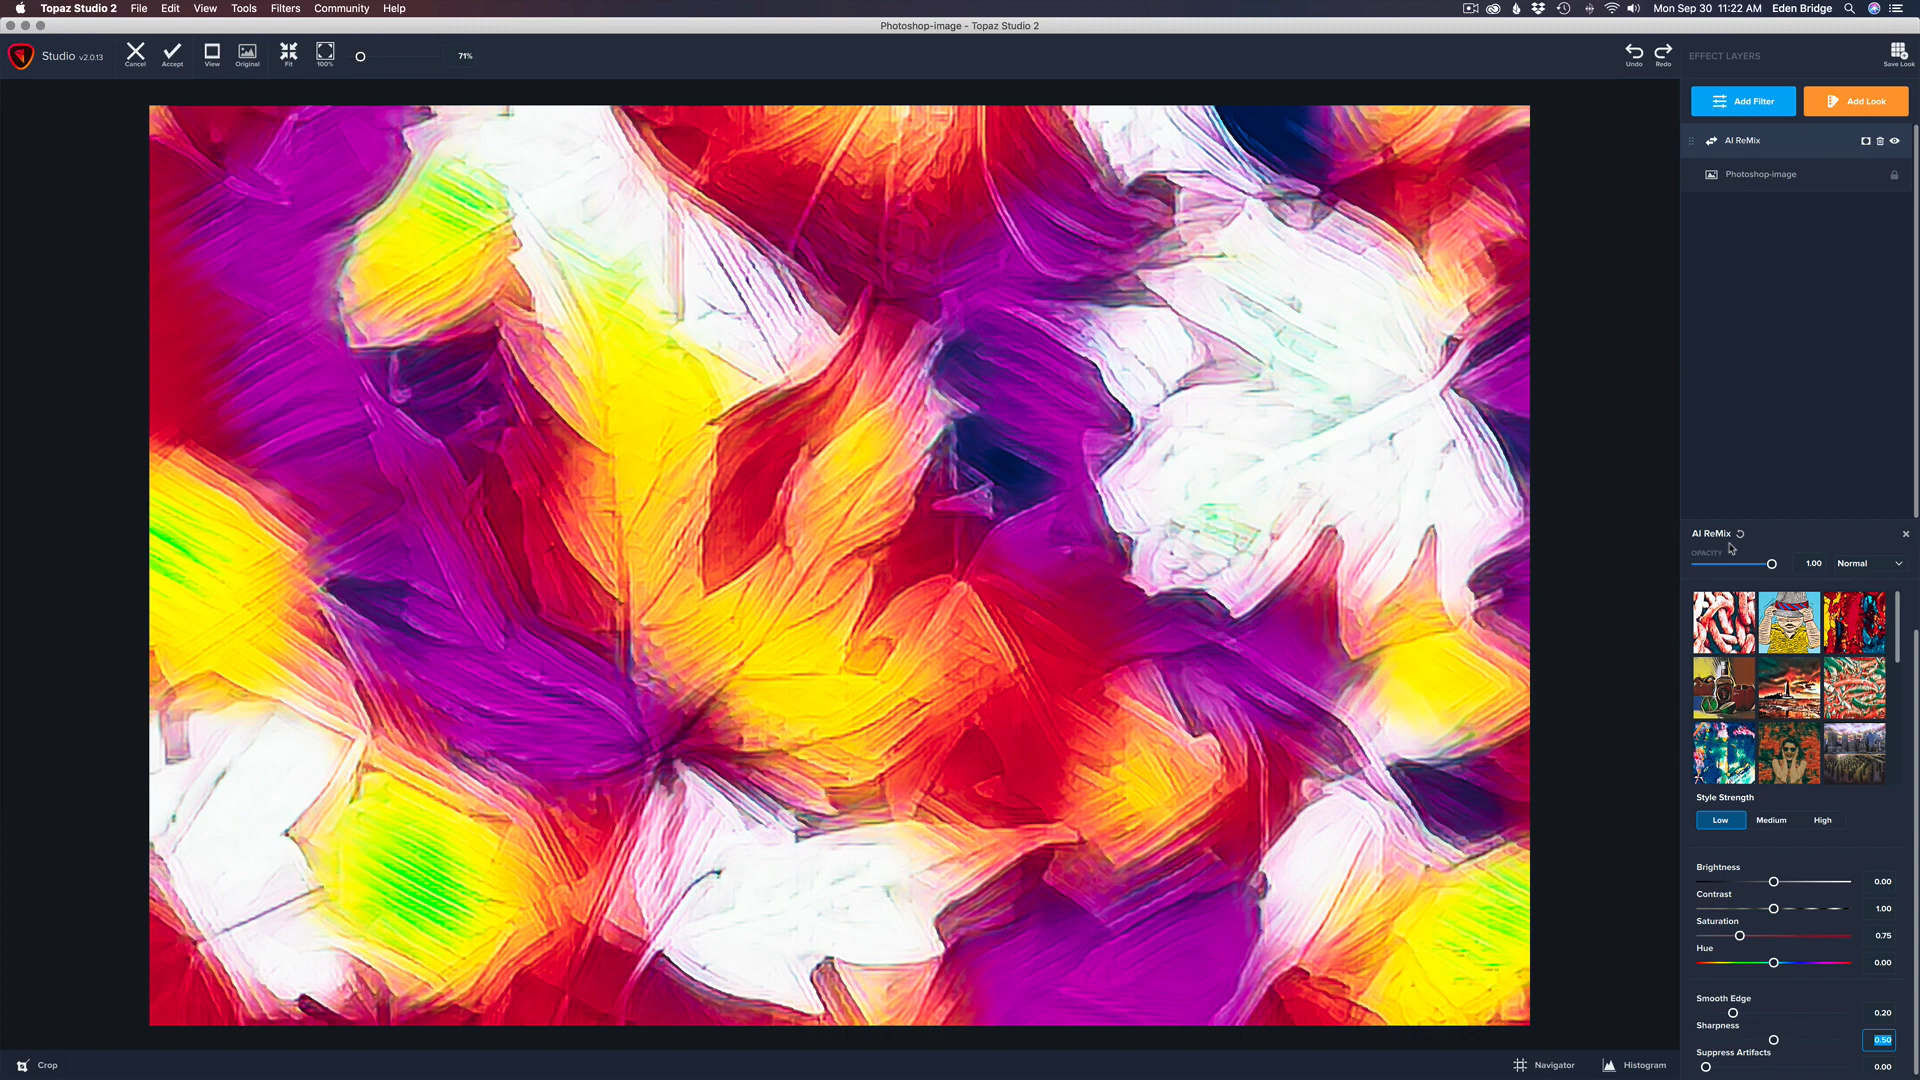 Topaz Studio 2 File Edit View Tools Filters Community Help Mon Sep 30 11:22 AM Eden Bridge
Photoshop-image - Topaz Studio 2
Studio v2.0.13 Cancel Accept View Original Fit 100% 71% Undo Redo EFFECT LAYERS Save Look
Add Filter Add Look
AI ReMix
Photoshop-image
AI ReMix
OPACITY
1.00 Normal
Style Strength
Low Medium High
Brightness
0.00
Contrast
1.00
Saturation
0.75
Hue
0.00
Smooth Edge
0.20
Sharpness
0.50
Suppress Artifacts
0.00
Crop Navigator Histogram